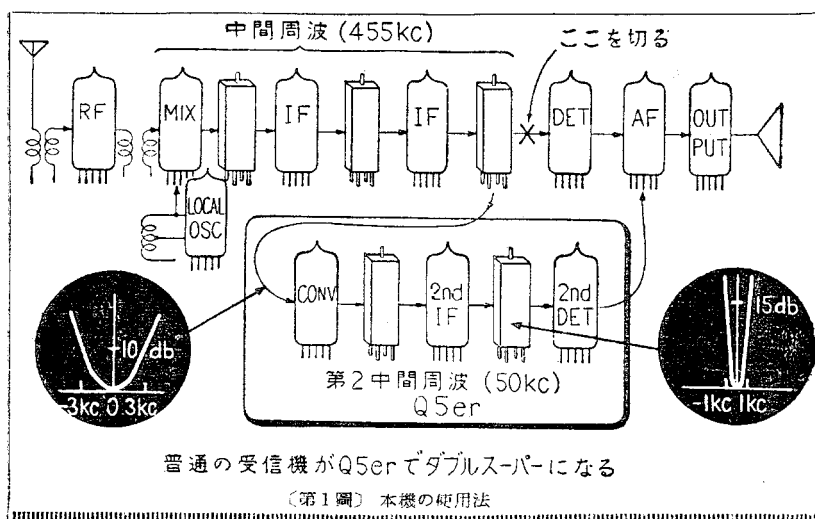 中間周波(455kc)
ここを切る
RF
MIX
IF
IF
DET
AF
OUT
PUT
LOCAL
OSC
CONV
2nd
IF
2nd
DET
10 db
-3kc 0 3kc
15db
-1kc 1kc
第2中間周波(50kc)
Q5er
普通の受信機がQ5erでダブルスーパーになる
〔第1圖〕 本機の使用法